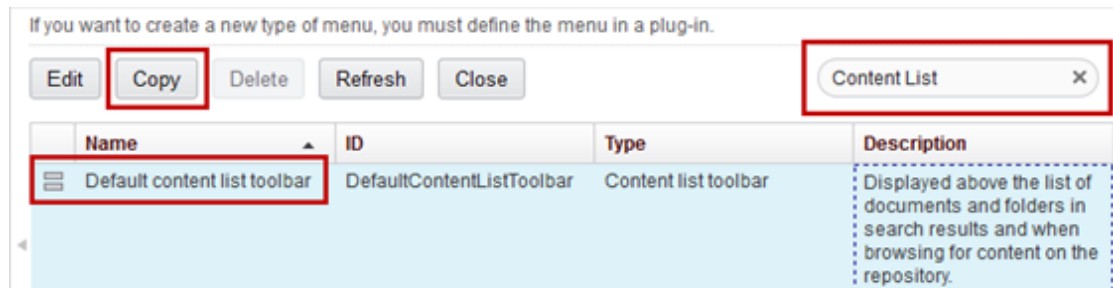 If you want to create a new type of menu, you must define the menu in a plug-in.
Edit Copy Delete Refresh Close Content List
Name ID Type Description
Default content list toolbar DefaultContentListToolbar Content list toolbar Displayed above the list of
documents and folders in
search results and when
browsing for content on the
repository.